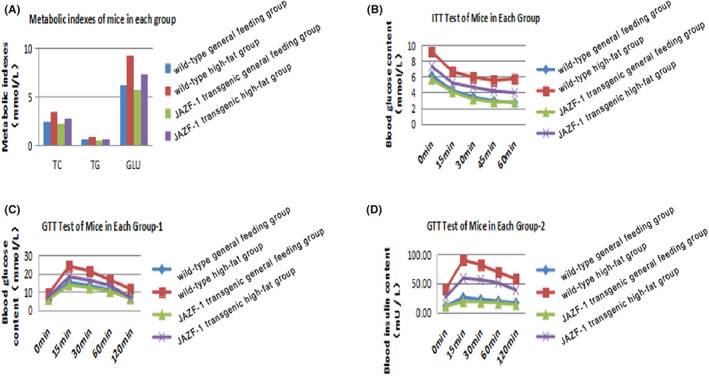 (A)
Metabolic indexes of mice in each group
Metabolic indexes
(mmol/L)
10
5
0
TC
TG
GLU
wild-type general feeding group
wild-type high-fat group
JAZF-1 transgenic general feeding group
JAZF-1 transgenic high-fat group
(B)
ITT Test of Mice in Each Group
Blood glucose content
(mmol/L)
10
8
6
4
2
0
0min
15min
30min
45min
60min
wild-type general feeding group
wild-type high-fat group
JAZF-1 transgenic general feeding group
JAZF-1 transgenic high-fat group
(C)
GTT Test of Mice in Each Group-1
Blood glucose
content (mmol/L)
30
20
10
0
0min
15min
30min
60min
120min
wild-type general feeding group
wild-type high-fat group
JAZF-1 transgenic general feeding group
JAZF-1 transgenic high-fat group
(D)
GTT Test of Mice in Each Group-2
Blood Insulin content
(mU / L)
100.00
50.00
0.00
0min
15min
30min
60min
120min
wild-type general feeding group
wild-type high-fat group
JAZF-1 transgenic general feeding group
JAZF-1 transgenic high-fat group